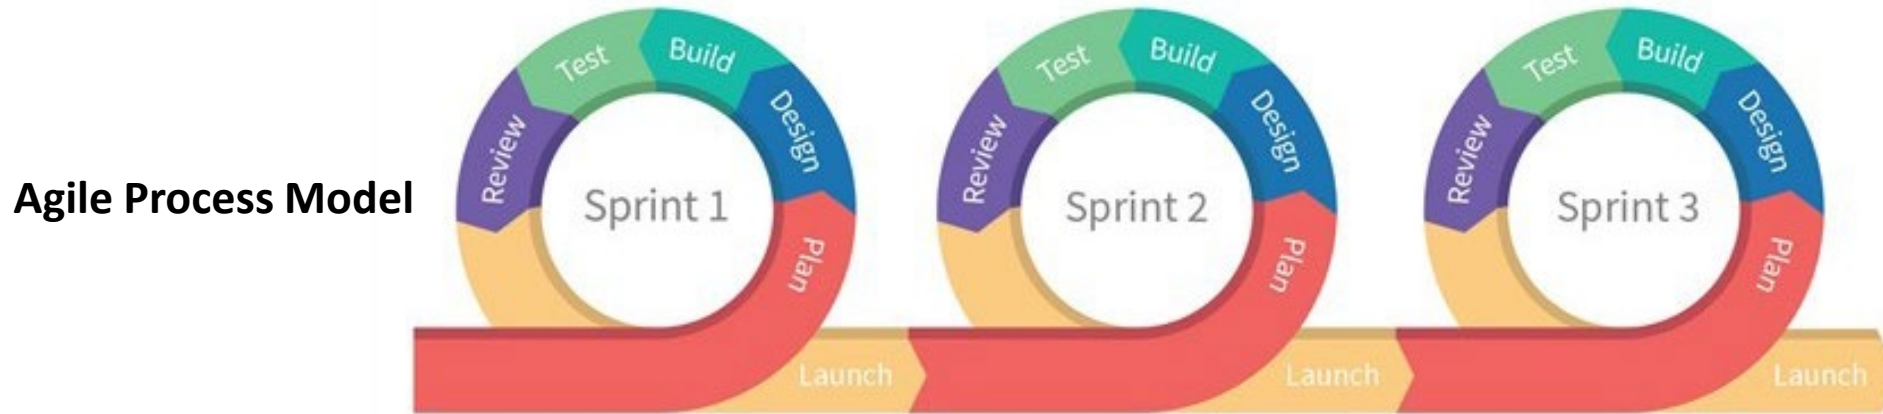 Agile Process Model
Test
Build
Design
Review
Sprint 1
Plan
Launch
Test
Build
Design
Review
Sprint 2
Plan
Launch
Test
Build
Design
Review
Sprint 3
Plan
Launch